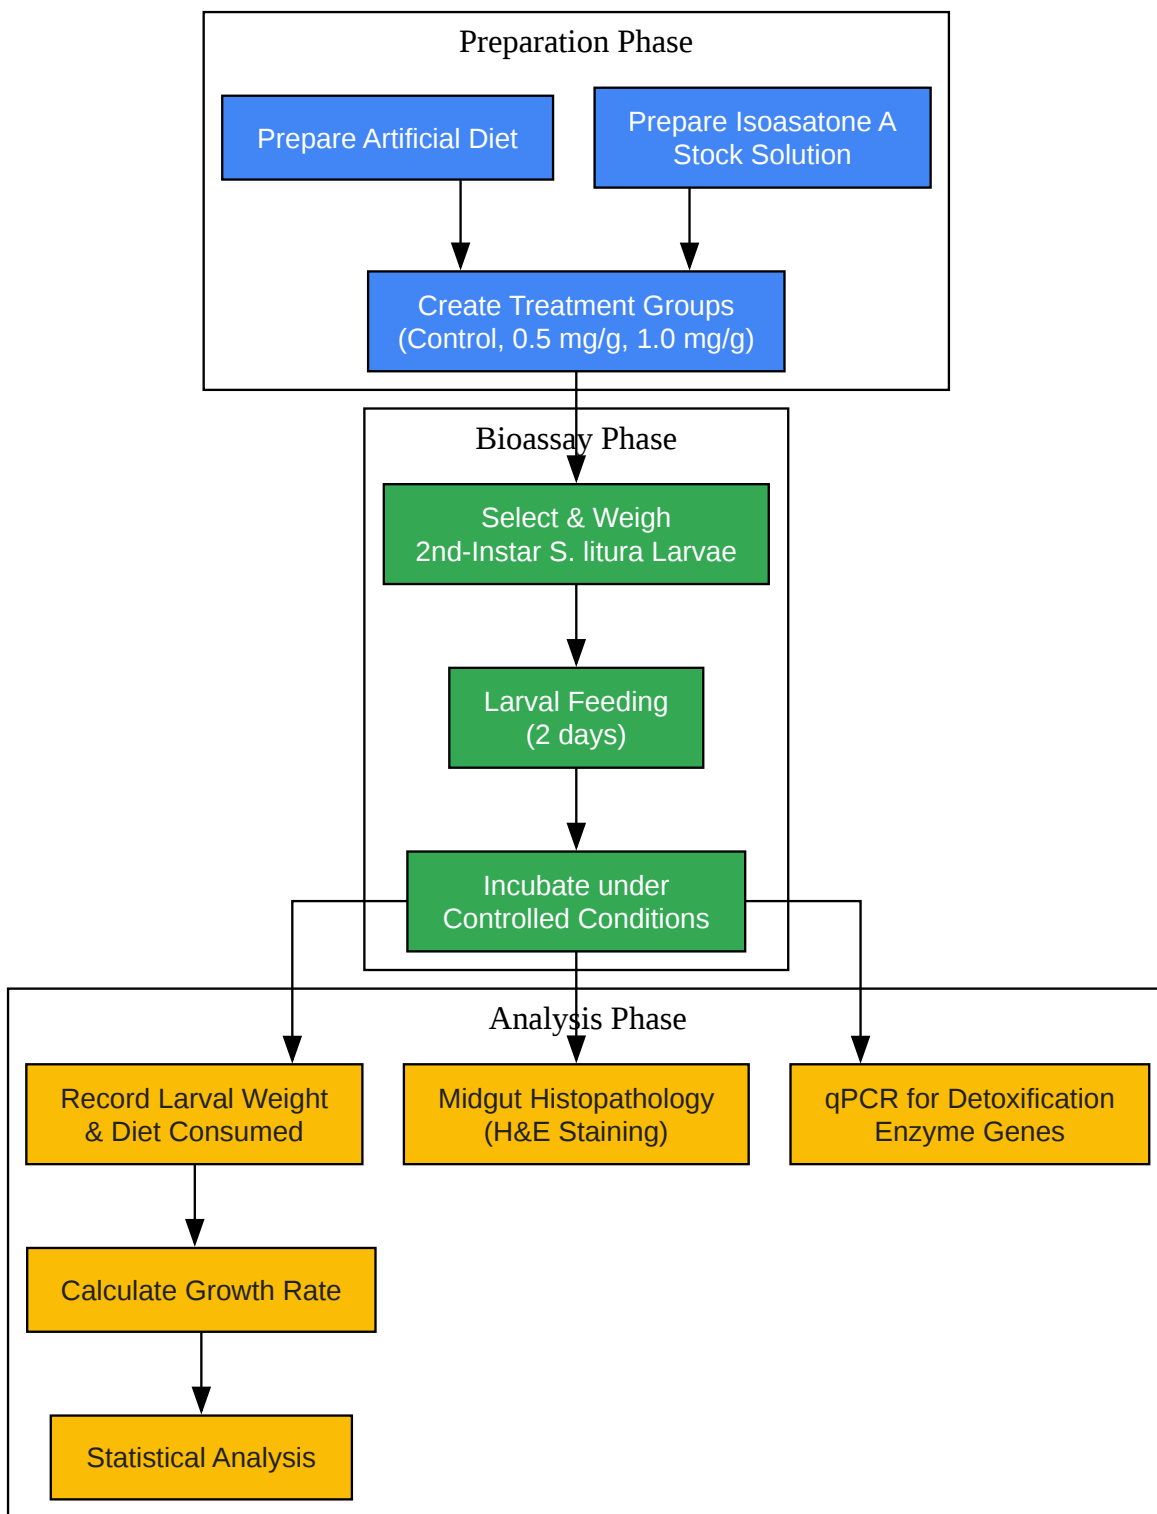 Preparation Phase
Prepare Artificial Diet
Prepare Isoasatone A
Stock Solution
Create Treatment Groups
(Control, 0.5 mg/g, 1.0 mg/g)
Bioassay Phase
Select & Weigh
2nd-Instar S. litura Larvae
Larval Feeding
(2 days)
Incubate under
Controlled Conditions
Analysis Phase
Record Larval Weight
& Diet Consumed
Midgut Histopathology
(H&E Staining)
qPCR for Detoxification
Enzyme Genes
Calculate Growth Rate
Statistical Analysis